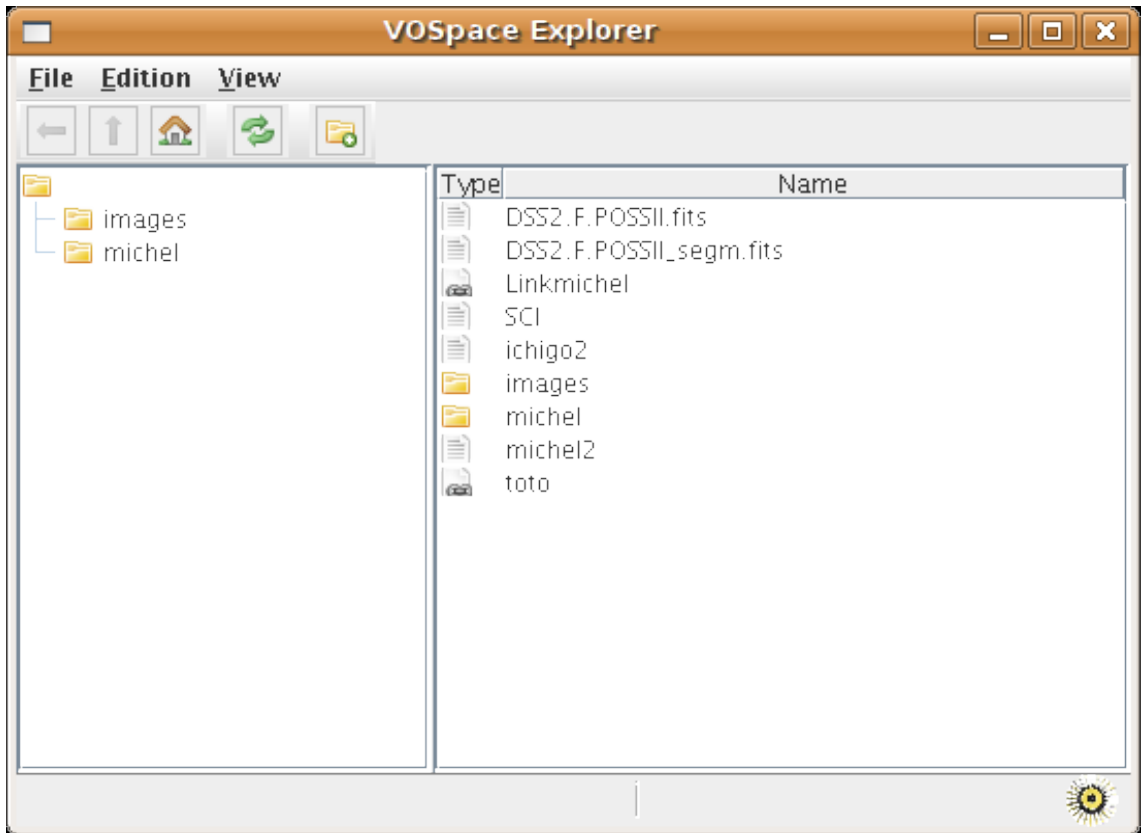 VOSpace Explorer
File Edition View
images
michel
Type Name
DSS2.F.POSSII.fits
DSS2.F.POSSII_segm.fits
Linkmichel
SCI
ichigo2
images
michel
michel2
toto